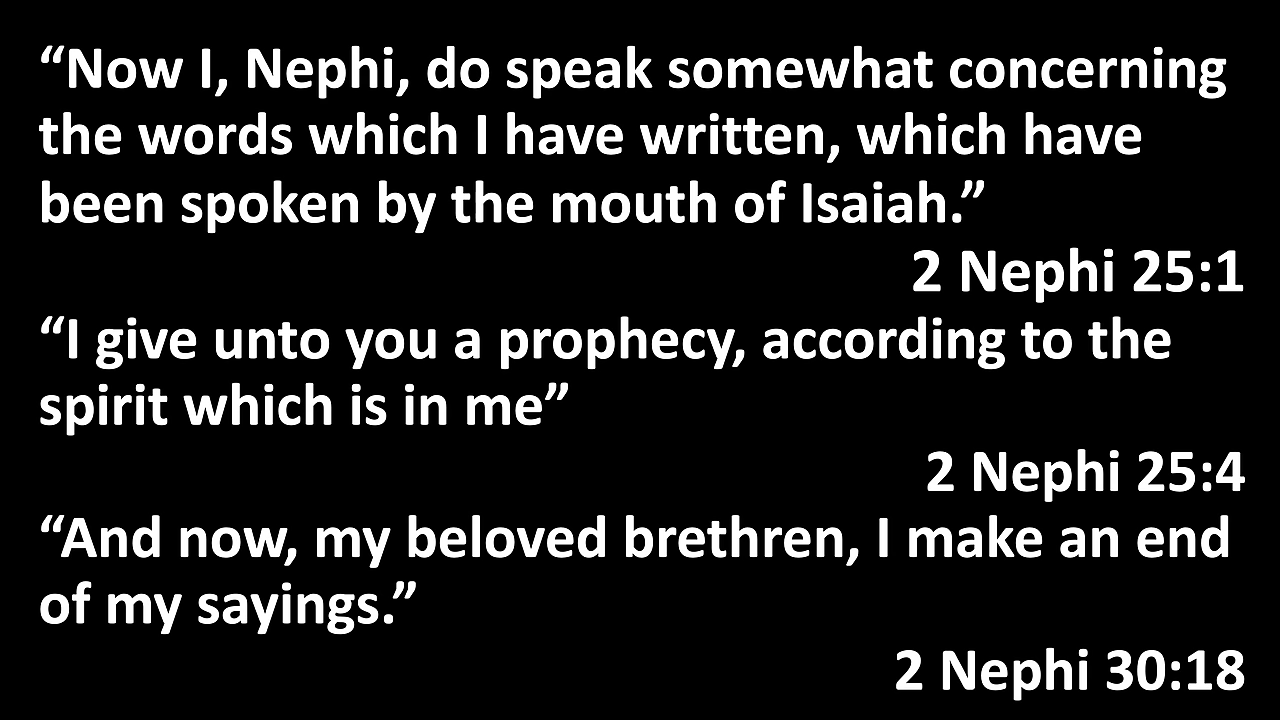 “Now I, Nephi, do speak somewhat concerning
the words which I have written, which have
been spoken by the mouth of Isaiah.”
2 Nephi 25:1
“I give unto you a prophecy, according to the
spirit which is in me”
2 Nephi 25:4
“And now, my beloved brethren, I make an end
of my sayings.”
2 Nephi 30:18